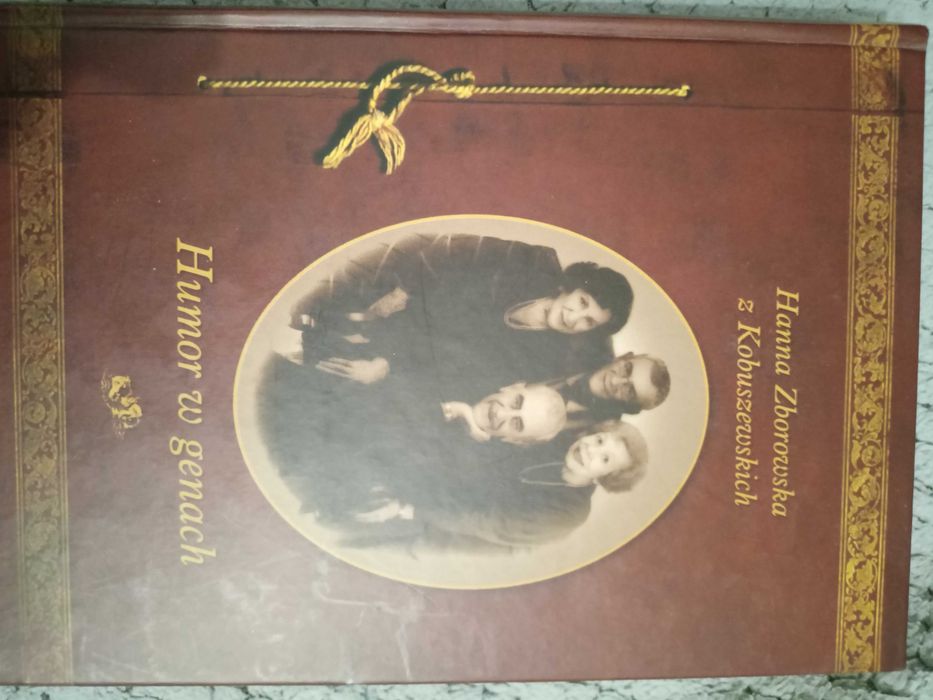 Hanna Zborowska
z Kobuszewskich
Humor w genach